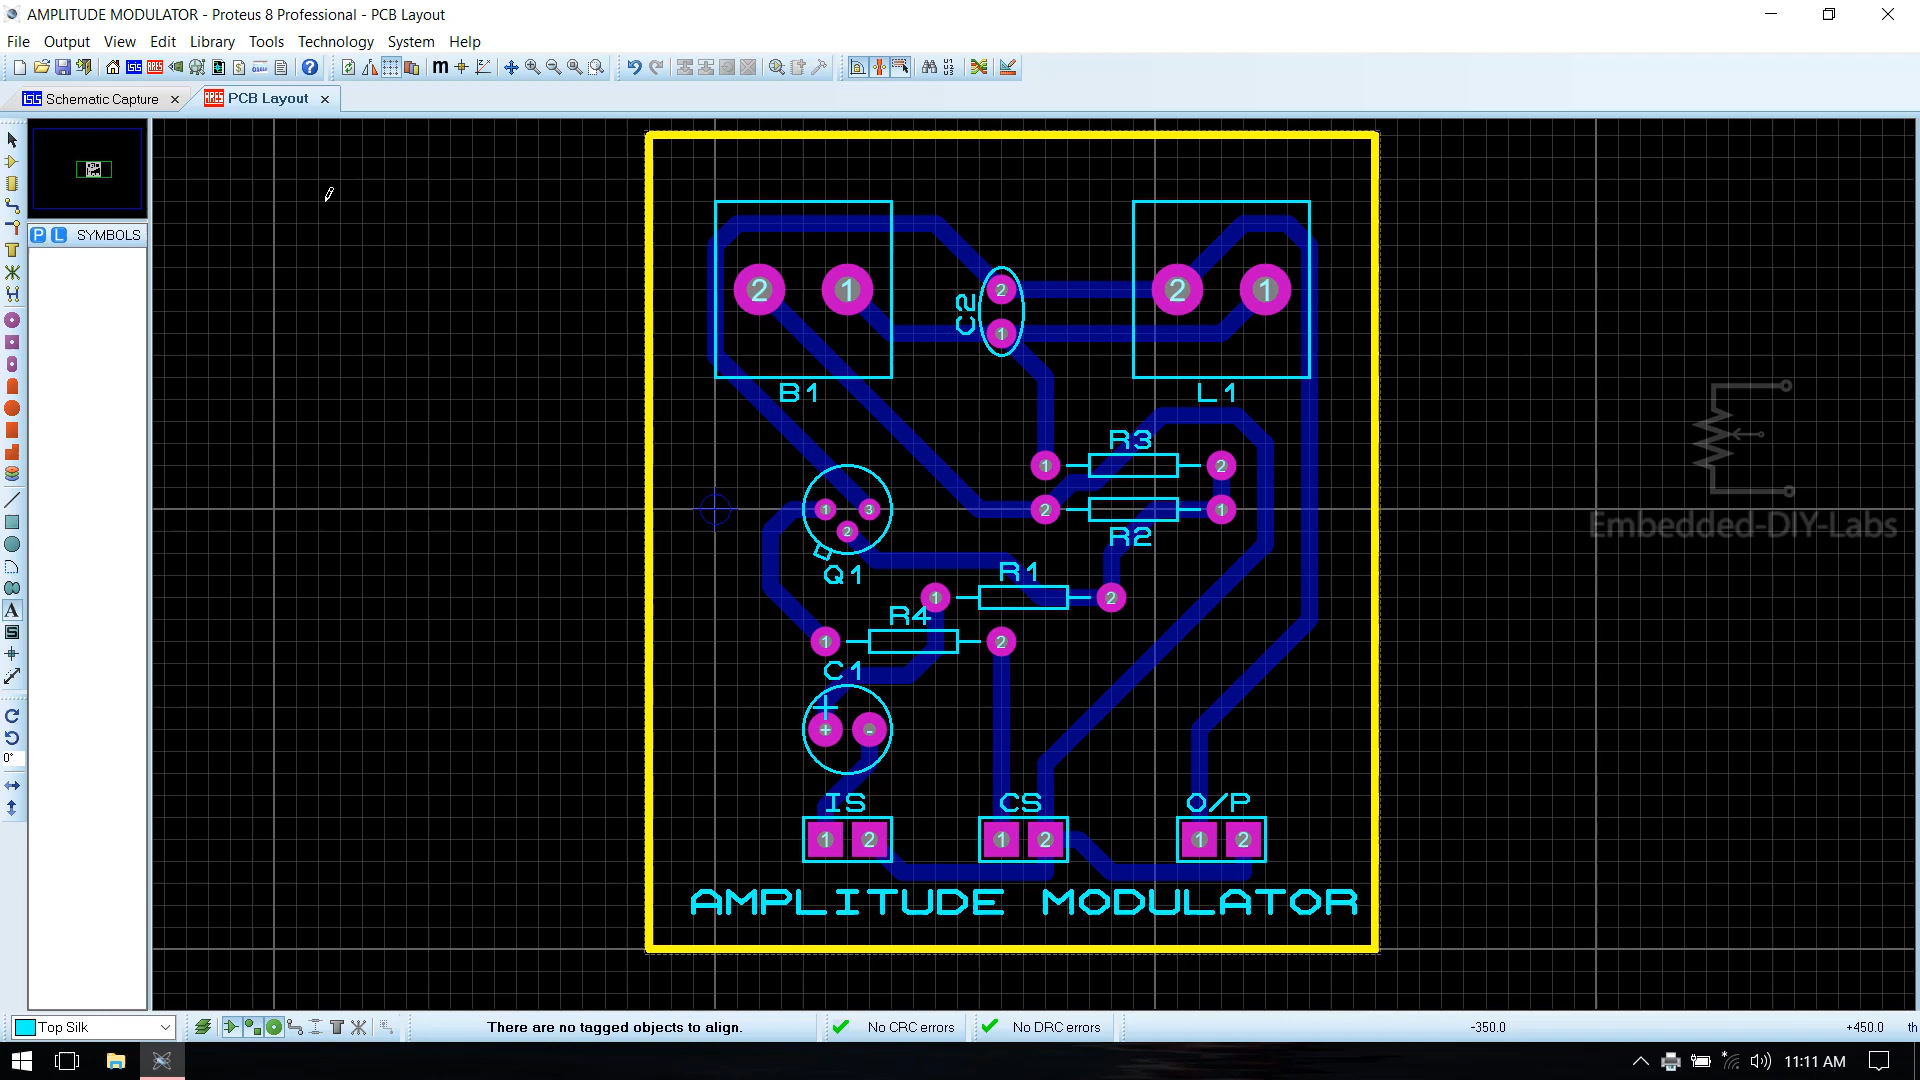 AMPLITUDE MODULATOR - Proteus 8 Professional - PCB Layout
File Output View Edit Library Tools Technology System Help
Schematic Capture PCB Layout
P L SYMBOLS
2 1 2 2 1
C2
1
B1 L1
R3
1 2
1 3 2 1
2 R2
Q1 R1
1 2
R4
1 2
C1
+ -
IS CS O/P
1 2 1 2 1 2
AMPLITUDE MODULATOR
Embedded-DIY-Labs
0°
Top Silk There are no tagged objects to align. No CRC errors No DRC errors -350.0 +450.0 th
11:11 AM